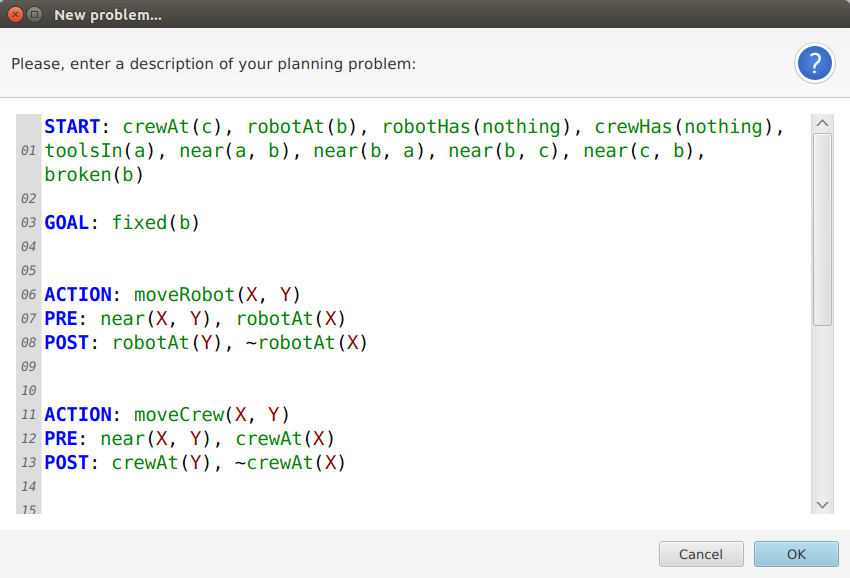 New problem...
Please, enter a description of your planning problem:
?
START: crewAt(c), robotAt(b), robotHas(nothing), crewHas(nothing),
01 toolsIn(a), near(a, b), near(b, a), near(b, c), near(c, b),
broken(b)
02
03 GOAL: fixed(b)
04
05
06 ACTION: moveRobot(X, Y)
07 PRE: near(X, Y), robotAt(X)
08 POST: robotAt(Y), ~robotAt(X)
09
10
11 ACTION: moveCrew(X, Y)
12 PRE: near(X, Y), crewAt(X)
13 POST: crewAt(Y), ~crewAt(X)
14
15
Cancel OK